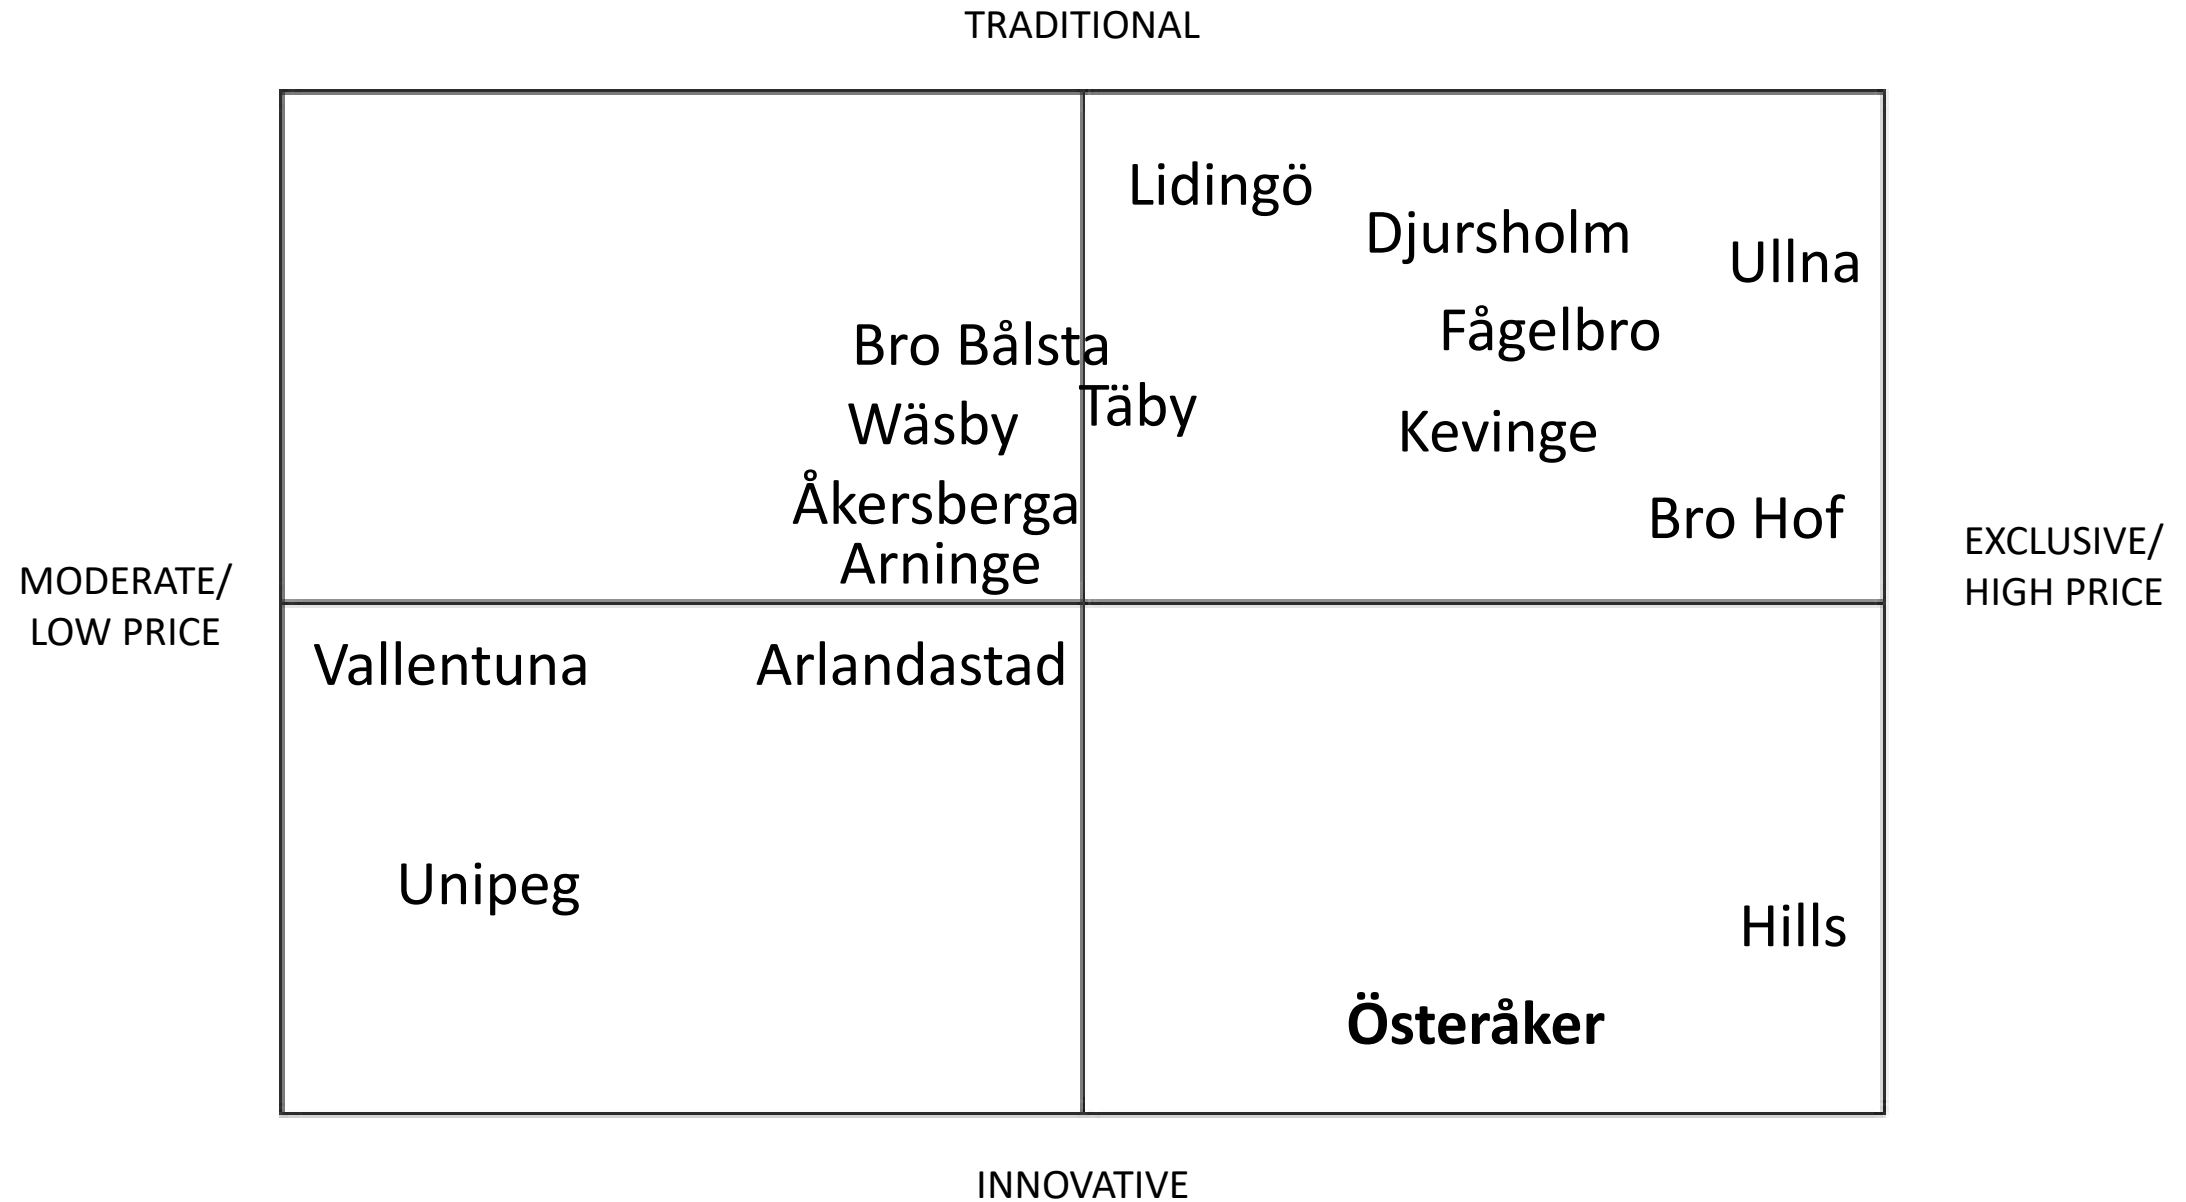 TRADITIONAL
Lidingö
Djursholm
Ullna
Fågelbro
Bro Bålsta
Täby
Wäsby
Kevinge
Åkersberga
Bro Hof
Arninge
MODERATE/
LOW PRICE
EXCLUSIVE/
HIGH PRICE
Vallentuna
Arlandastad
Unipeg
Hills
Österåker
INNOVATIVE